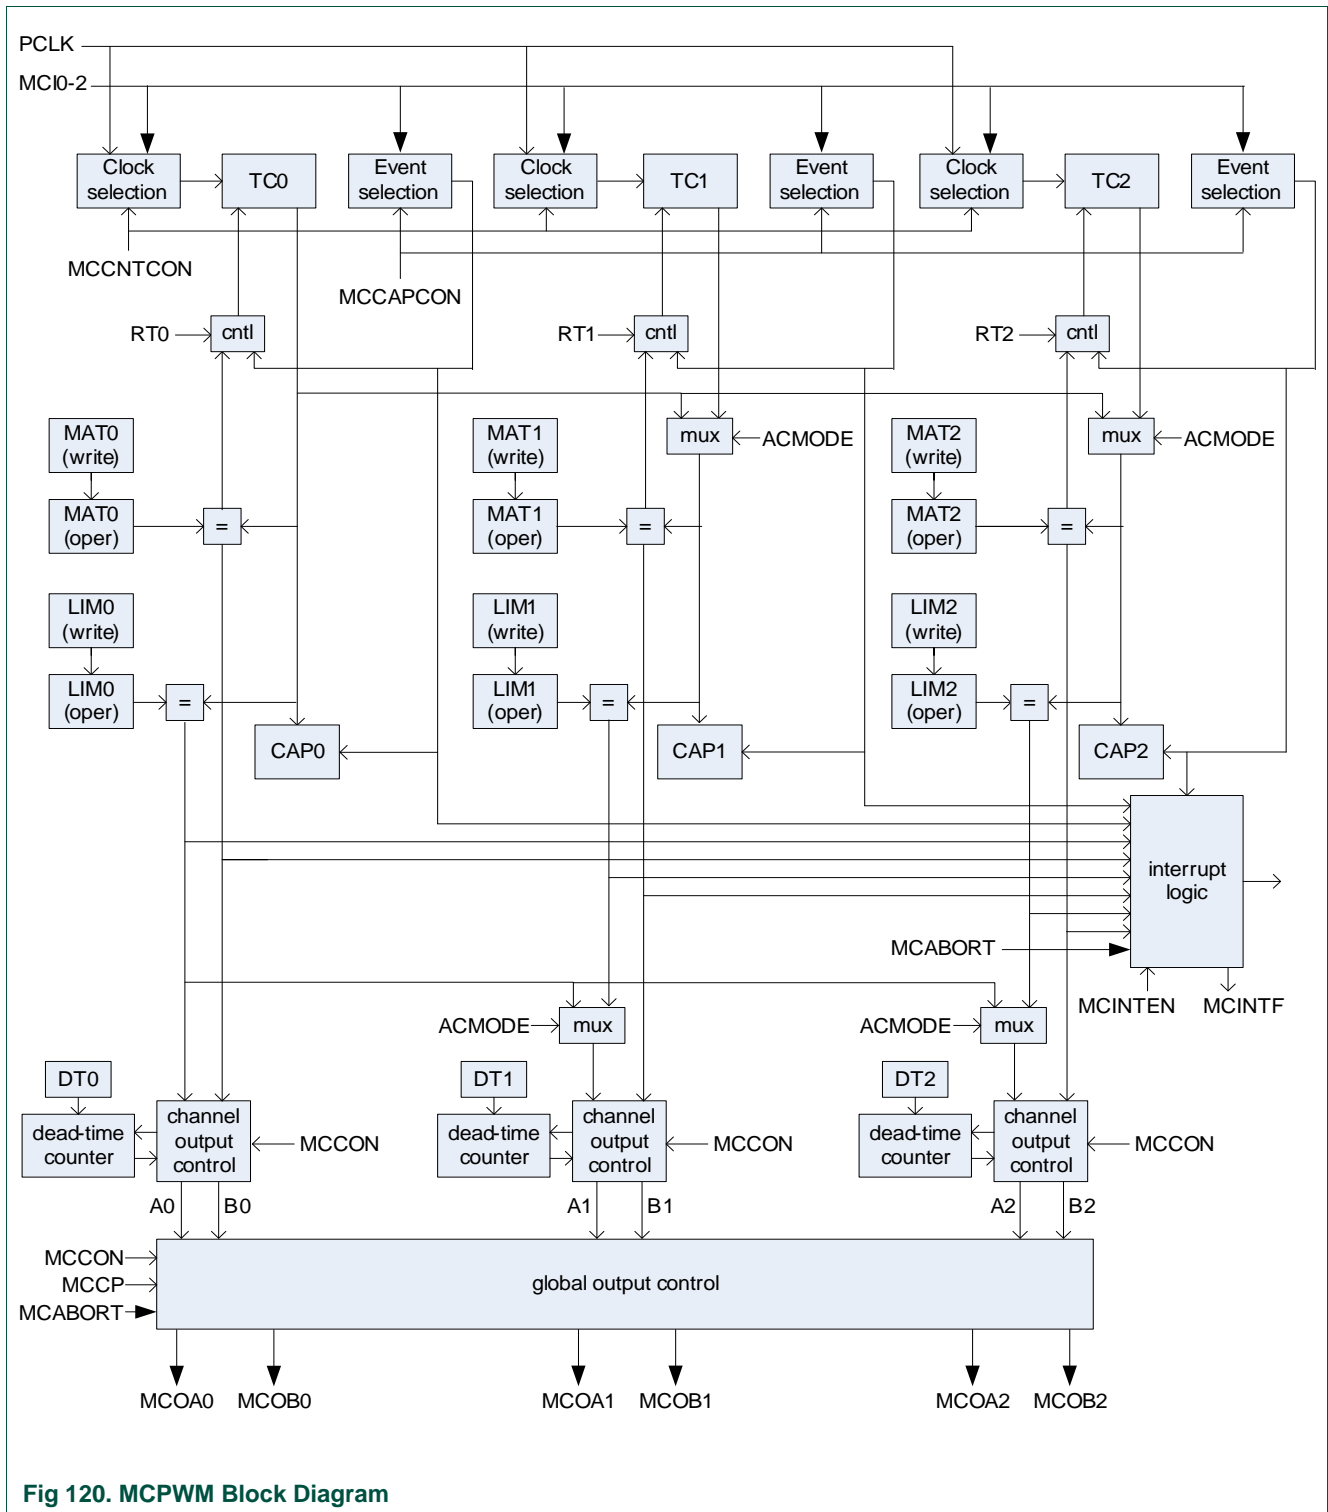 PCLK
MCI0-2
Clock
selection
TC0
Event
selection
Clock
selection
TC1
Event
selection
Clock
selection
TC2
Event
selection
MCCNTCON
MCCAPCON
RT0
cntl
RT1
cntl
RT2
cntl
MAT0
(write)
MAT1
(write)
mux
ACMODE
MAT2
(write)
mux
ACMODE
MAT0
(oper)
=
MAT1
(oper)
=
MAT2
(oper)
=
LIM0
(write)
LIM1
(write)
LIM2
(write)
LIM0
(oper)
=
LIM1
(oper)
=
LIM2
(oper)
=
CAP0
CAP1
CAP2
interrupt
logic
MCABORT
MCINTEN
MCINTF
ACMODE
mux
ACMODE
mux
DT0
DT1
DT2
dead-time
counter
channel
output
control
MCCON
dead-time
counter
channel
output
control
MCCON
dead-time
counter
channel
output
control
MCCON
A0
B0
A1
B1
A2
B2
MCCON
MCCP
MCABORT
global output control
MCOA0
MCOB0
MCOA1
MCOB1
MCOA2
MCOB2
Fig 120. MCPWM Block Diagram